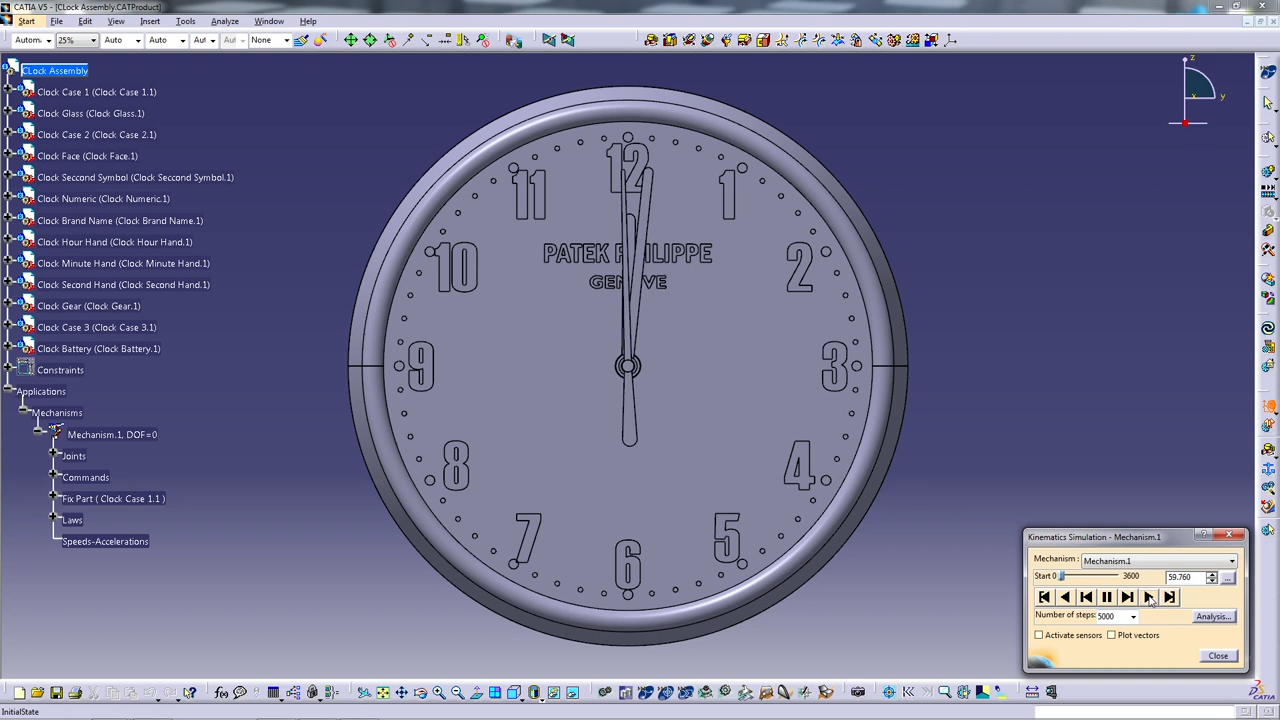 CATIA V5 - [CLock Assembly.CATProduct]
Start File Edit View Insert Tools Analyze Window Help
Autom 25% Auto Auto Aut Aut None
CLock Assembly
Clock Case 1 (Clock Case 1.1)
Clock Glass (Clock Glass.1)
Clock Case 2 (Clock Case 2.1)
Clock Face (Clock Face.1)
Clock Seccond Symbol (Clock Seccond Symbol.1)
Clock Numeric (Clock Numeric.1)
Clock Brand Name (Clock Brand Name.1)
Clock Hour Hand (Clock Hour Hand.1)
Clock Minute Hand (Clock Minute Hand.1)
Clock Second Hand (Clock Second Hand.1)
Clock Gear (Clock Gear.1)
Clock Case 3 (Clock Case 3.1)
Clock Battery (Clock Battery.1)
Constraints
Applications
Mechanisms
Mechanism.1, DOF=0
Joints
Commands
Fix Part ( Clock Case 1.1 )
Laws
Speeds-Accelerations
12
11 1
10 2
PATEK PHILIPPE
GENEVE
9 3
8 4
7 5
6
z
x y
Kinematics Simulation - Mechanism.1
Mechanism : Mechanism.1
Start 0 3600 59.760 ...
Number of steps: 5000 Analysis...
Activate sensors Plot vectors
Close
f(x)
CATIA
InitialState